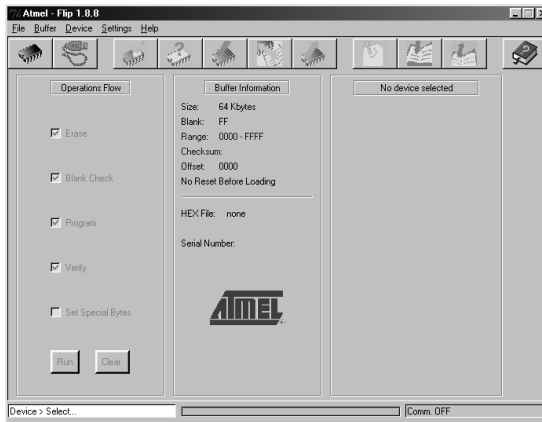 Atmel - Flip 1.8.8
File Buffer Device Settings Help
Operations Flow
Erase
Blank Check
Program
Verify
Set Special Bytes
Run Clear
Buffer Information
Size: 64 Kbytes
Blank: FF
Range: 0000 - FFFF
Checksum:
Offset: 0000
No Reset Before Loading
HEX File: none
Serial Number:
ATMEL
No device selected
Device > Select...
Comm. OFF